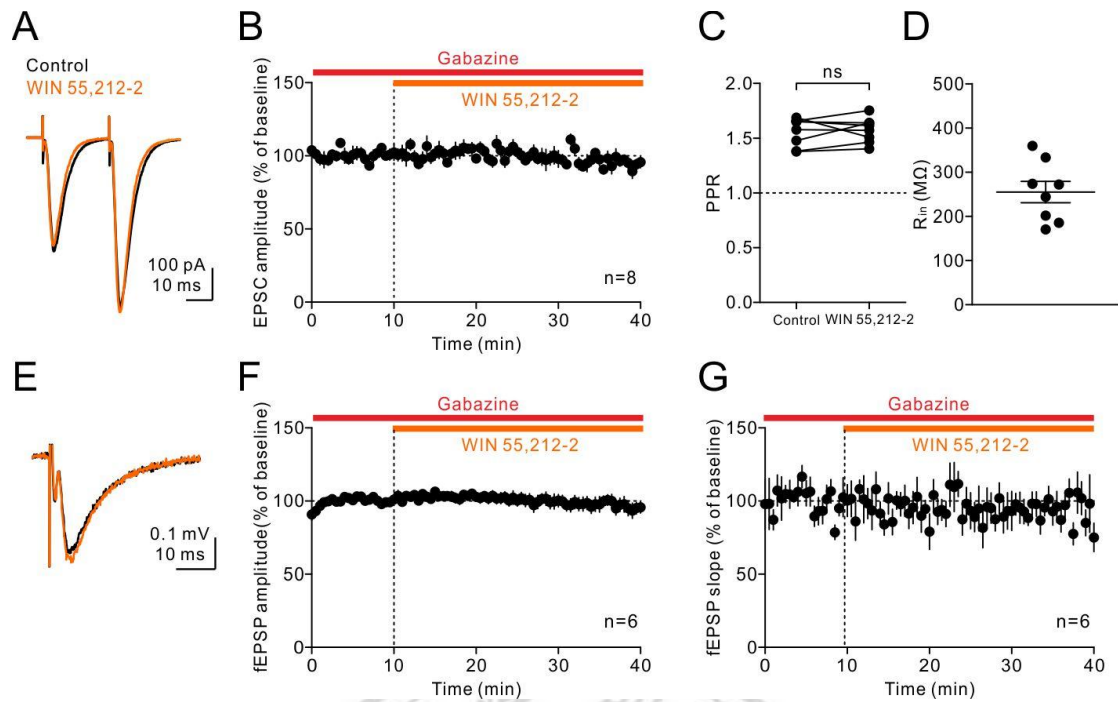 A
Control
WIN 55,212-2
100 pA
10 ms
B
Gabazine
WIN 55,212-2
EPSC amplitude (% of baseline)
150
100
50
0
0 10 20 30 40
Time (min)
n=8
C
ns
PPR
2.0
1.5
1.0
0.5
0.0
Control WIN 55,212-2
D
Rin (MΩ)
500
400
300
200
100
0
E
0.1 mV
10 ms
F
Gabazine
WIN 55,212-2
fEPSP amplitude(% of baseline)
150
100
50
0
0 10 20 30 40
Time (min)
n=6
G
Gabazine
WIN 55,212-2
fEPSP slope (% of baseline)
150
100
50
0
0 10 20 30 40
Time (min)
n=6